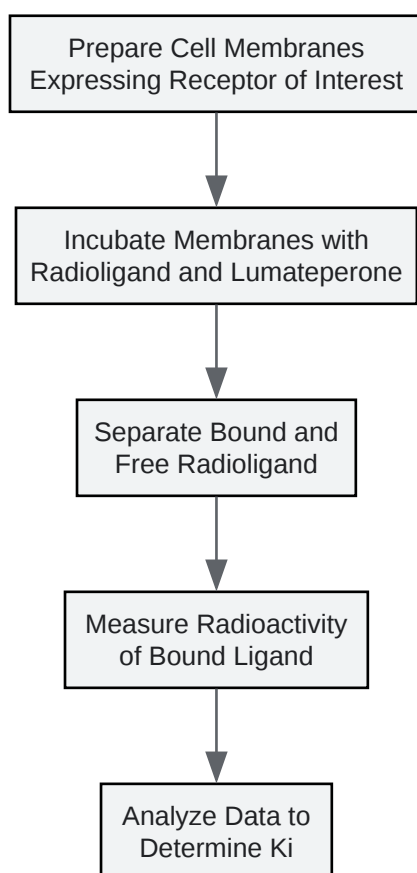 Prepare Cell Membranes
Expressing Receptor of Interest
Incubate Membranes with
Radioligand and Lumateperone
Separate Bound and
Free Radioligand
Measure Radioactivity
of Bound Ligand
Analyze Data to
Determine Ki